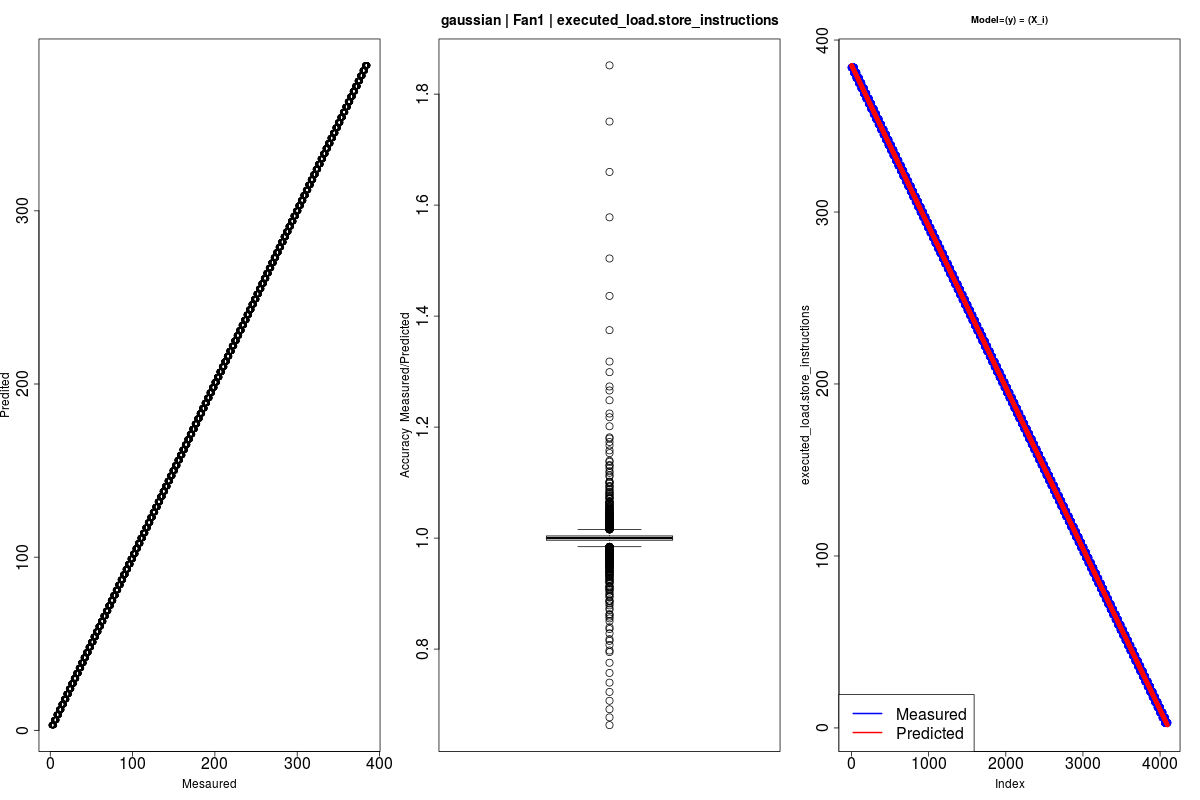 gaussian | Fan1 | executed_load.store_instructions
Model=(y) = (X_i)
Predited
0
100
200
300
0
100
200
300
400
Mesaured
Accuracy Measured/Predicted
0.8
1.0
1.2
1.4
1.6
1.8
executed_load.store_instructions
0
100
200
300
400
Measured
Predicted
0
1000
2000
3000
4000
Index